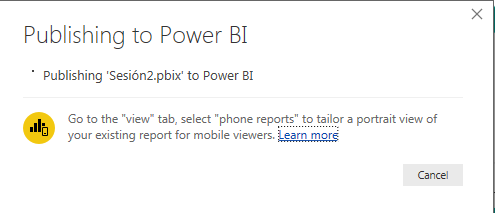 Publishing to Power BI
Publishing 'Sesión2.pbix' to Power BI
Go to the "view" tab, select "phone reports" to tailor a portrait view of
your existing report for mobile viewers. Learn more
Cancel